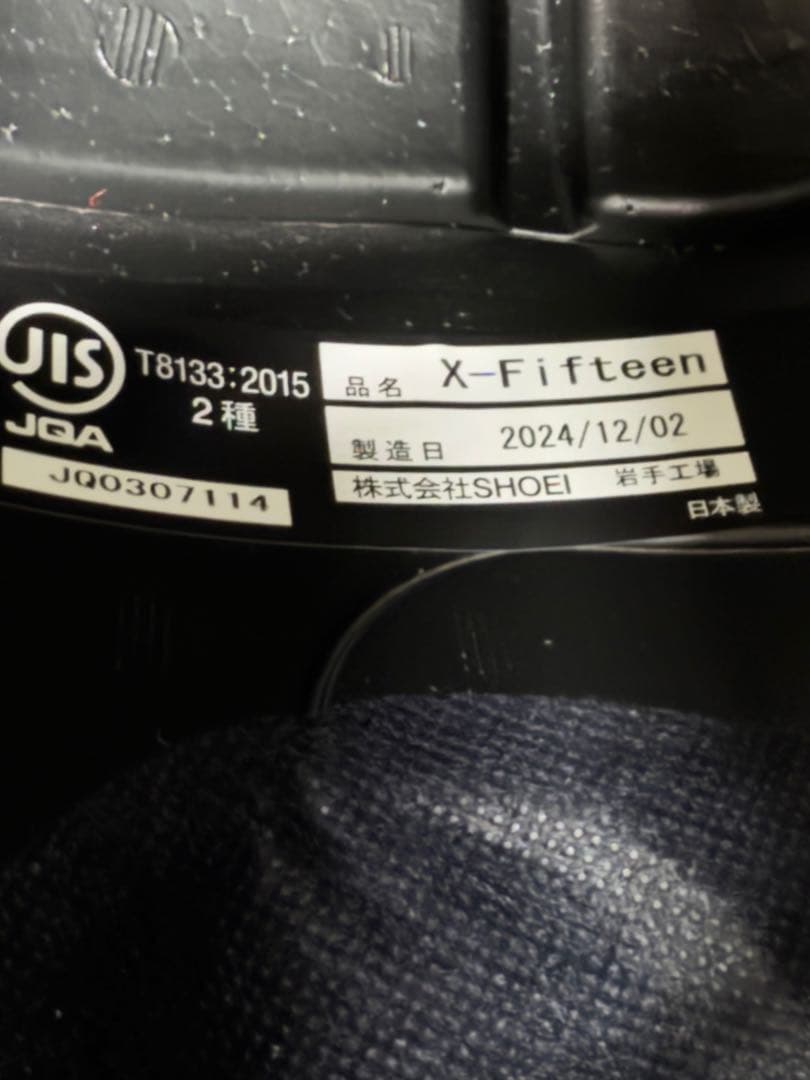 JIS
JQA
T8133:2015
2種
JQ0307114
品名 X-Fifteen
製造日 2024/12/02
株式会社SHOEI 岩手工場
日本製